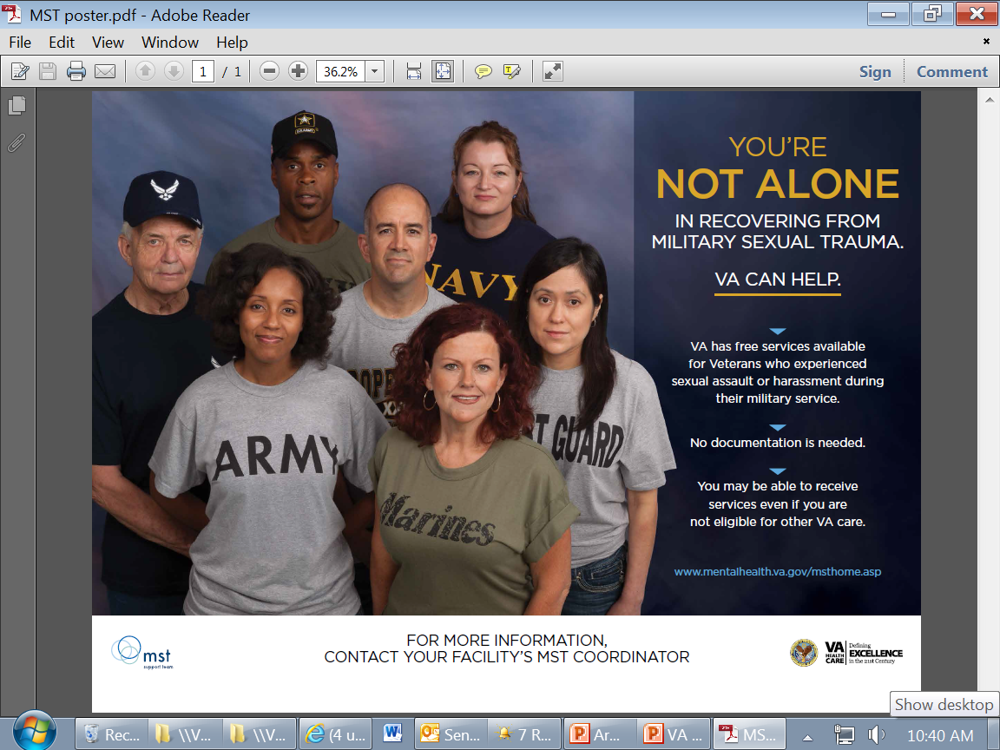 MST poster.pdf - Adobe Reader
File Edit View Window Help
1 / 1 36.2% Sign Comment
YOU'RE
NOT ALONE
IN RECOVERING FROM
MILITARY SEXUAL TRAUMA.
VA CAN HELP.
VA has free services available
for Veterans who experienced
sexual assault or harassment during
their military service.
No documentation is needed.
You may be able to receive
services even if you are
not eligible for other VA care.
www.mentalhealth.va.gov/msthome.asp
U.S. ARMY
NAVY
ARMY
T GUARD
Marines
FOR MORE INFORMATION,
CONTACT YOUR FACILITY'S MST COORDINATOR
mst
support team
VA
HEALTH
CARE
Defining
EXCELLENCE
in the 21st Century
Show desktop
Rec... \\V... \\V... (4 u... Sen... 7 R... Ar... VA ... MS... 10:40 AM